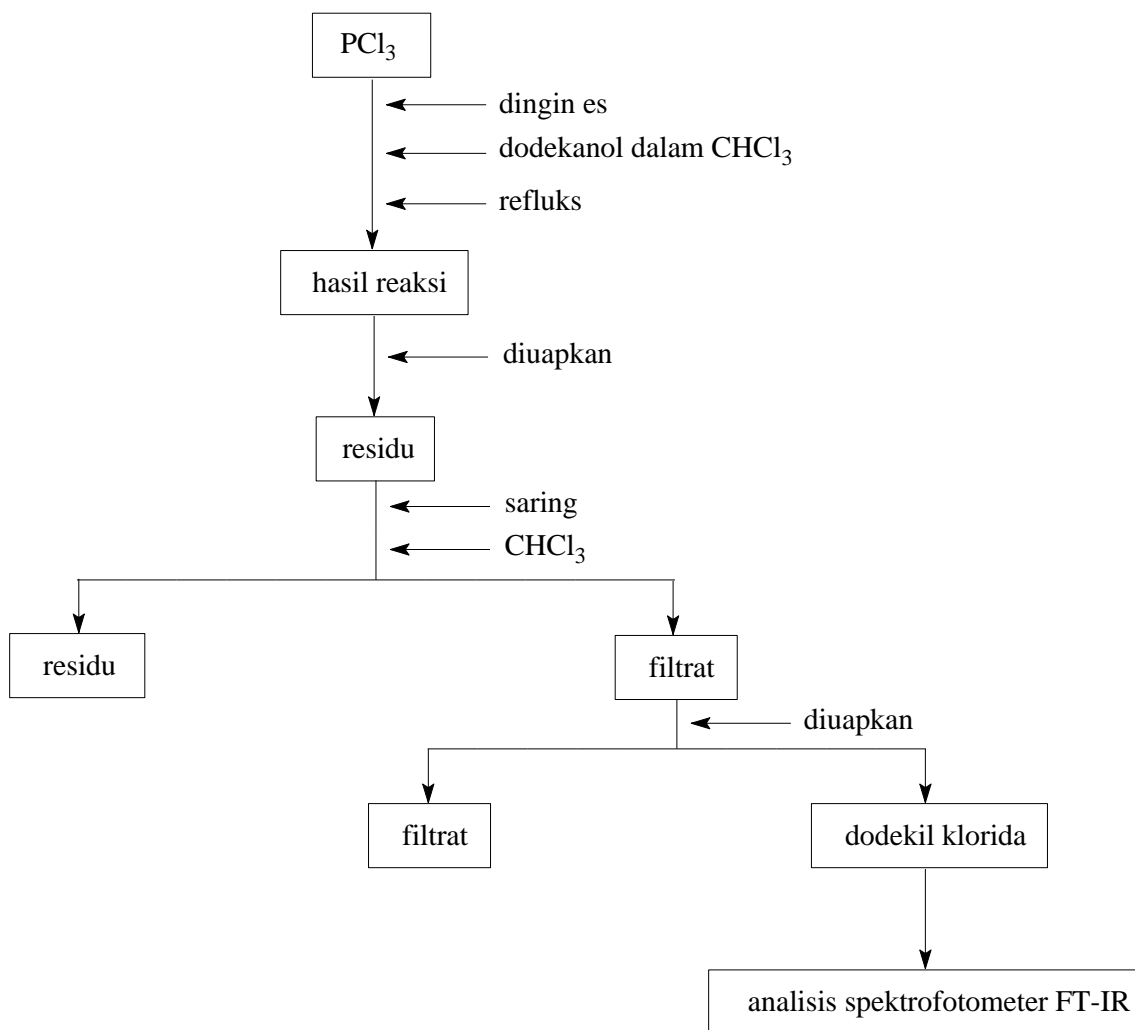 PCl₃
dingin es
dodekanol dalam CHCl₃
refluks
hasil reaksi
diuapkan
residu
saring
CHCl₃
residu
filtrat
diuapkan
filtrat
dodekil klorida
analisis spektrofotometer FT-IR